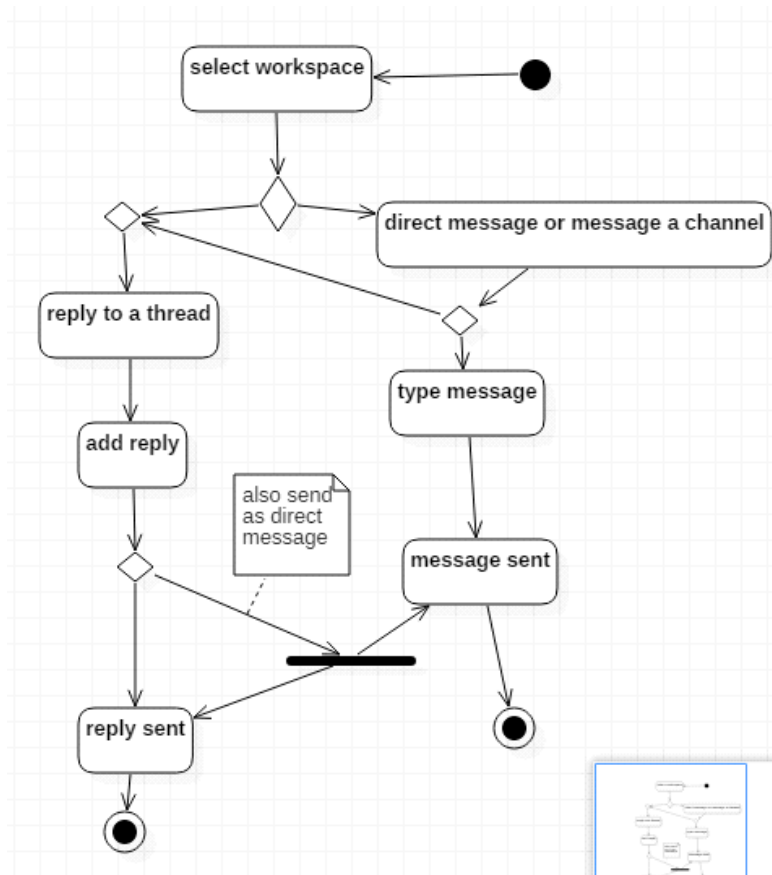 select workspace
direct message or message a channel
reply to a thread
type message
add reply
also send
as direct
message
message sent
reply sent